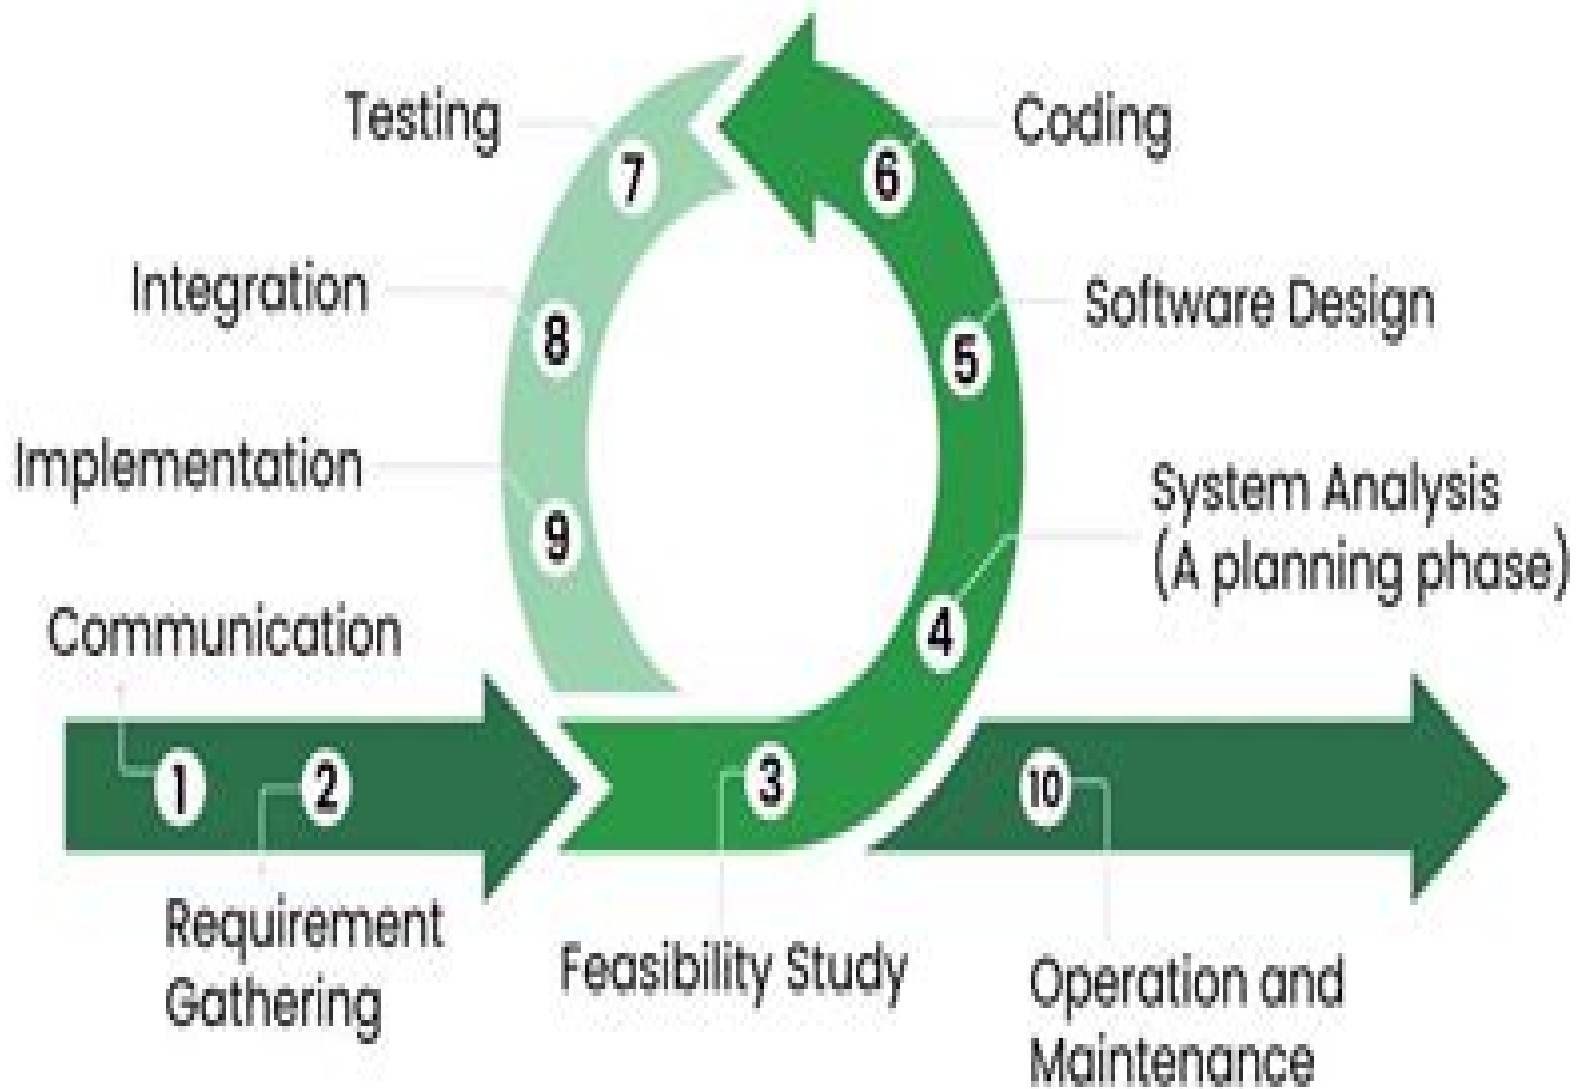 Testing
Coding
7
6
Integration
Software Design
8
5
Implementation
System Analysis
(A planning phase)
9
Communication
4
1
2
3
10
Requirement
Gathering
Feasibility Study
Operation and
Maintenance